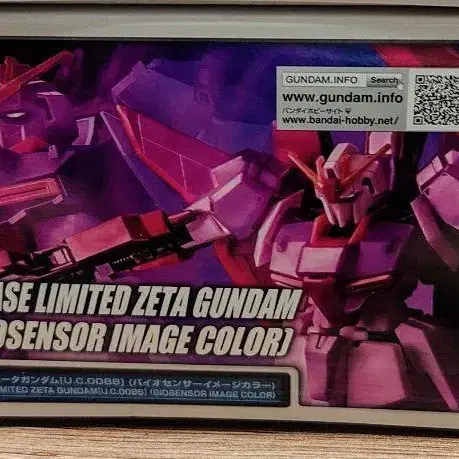 GUNDAM.INFO Search
www.gundam.info
バンダイホビーサイト
www.bandai-hobby.net/
ASE LIMITED ZETA GUNDAM
OSENSOR IMAGE COLOR)
ータガンダム[U.C.0088] (バイオセンサーイメージカラー)
LIMITED ZETA GUNDAM[U.C.0088] (BIOSENSOR IMAGE COLOR)